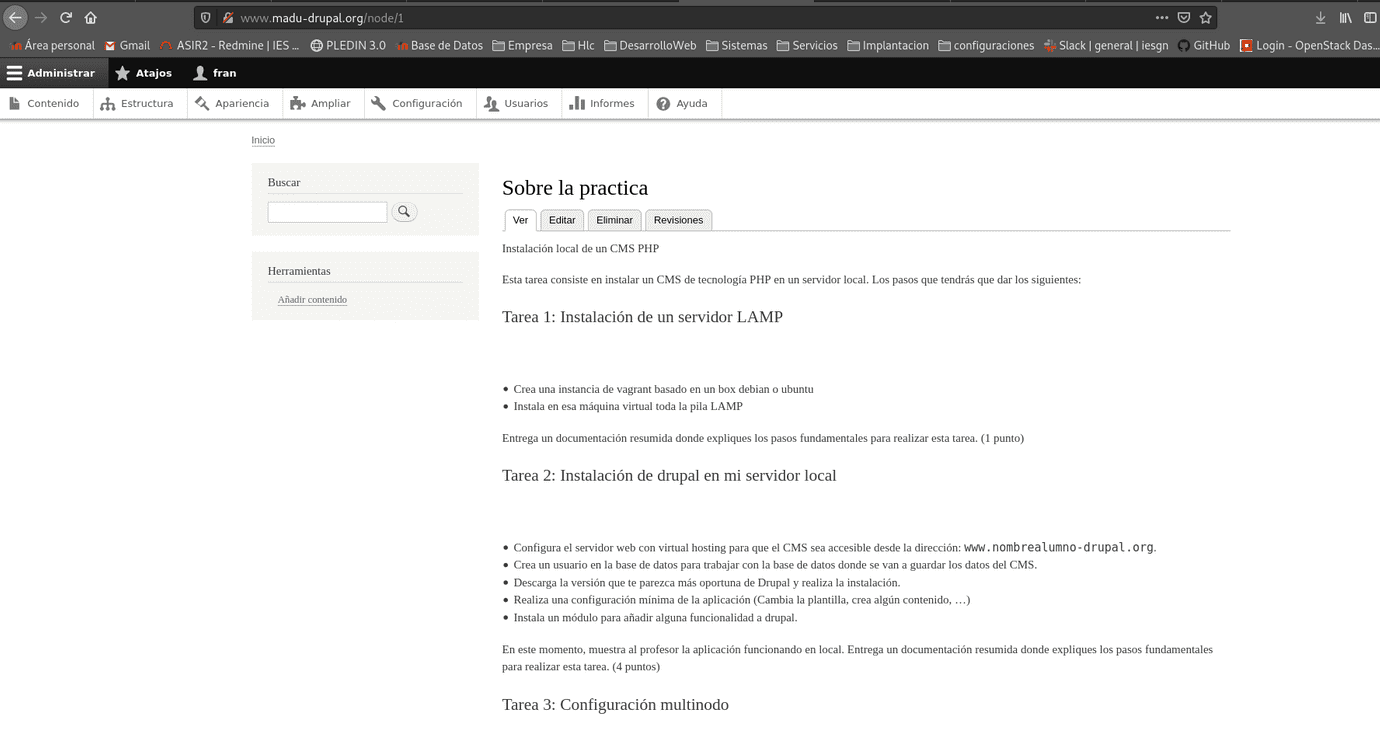 www.madu-drupal.org/node/1
Área personal Gmail ASIR2 - Redmine | IES ... PLEDIN 3.0 Base de Datos Empresa Hlc DesarrolloWeb Sistemas Servicios Implantacion configuraciones Slack | general | iesgn GitHub Login - OpenStack Das...
Administrar Atajos fran
Contenido Estructura Apariencia Ampliar Configuración Usuarios Informes Ayuda
Inicio
Buscar
Herramientas
Añadir contenido
Sobre la practica
Ver Editar Eliminar Revisiones
Instalación local de un CMS PHP
Esta tarea consiste en instalar un CMS de tecnología PHP en un servidor local. Los pasos que tendrás que dar los siguientes:
Tarea 1: Instalación de un servidor LAMP
• Crea una instancia de vagrant basado en un box debian o ubuntu
• Instala en esa máquina virtual toda la pila LAMP
Entrega un documentación resumida donde expliques los pasos fundamentales para realizar esta tarea. (1 punto)
Tarea 2: Instalación de drupal en mi servidor local
• Configura el servidor web con virtual hosting para que el CMS sea accesible desde la dirección: www.nombrealumno-drupal.org.
• Crea un usuario en la base de datos para trabajar con la base de datos donde se van a guardar los datos del CMS.
• Descarga la versión que te parezca más oportuna de Drupal y realiza la instalación.
• Realiza una configuración mínima de la aplicación (Cambia la plantilla, crea algún contenido, …)
• Instala un módulo para añadir alguna funcionalidad a drupal.
En este momento, muestra al profesor la aplicación funcionando en local. Entrega un documentación resumida donde expliques los pasos fundamentales
para realizar esta tarea. (4 puntos)
Tarea 3: Configuración multinodo